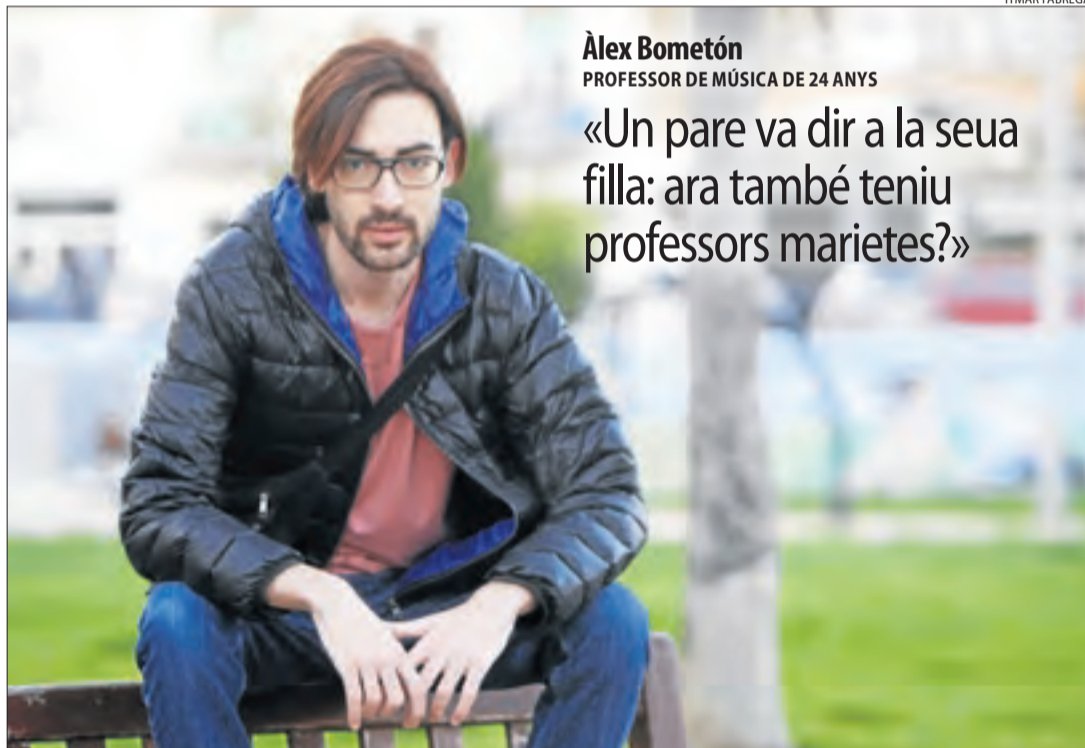 Àlex Bometón
PROFESSOR DE MÚSICA DE 24 ANYS
«Un pare va dir a la seua
filla: ara també teniu
professors marietes?»